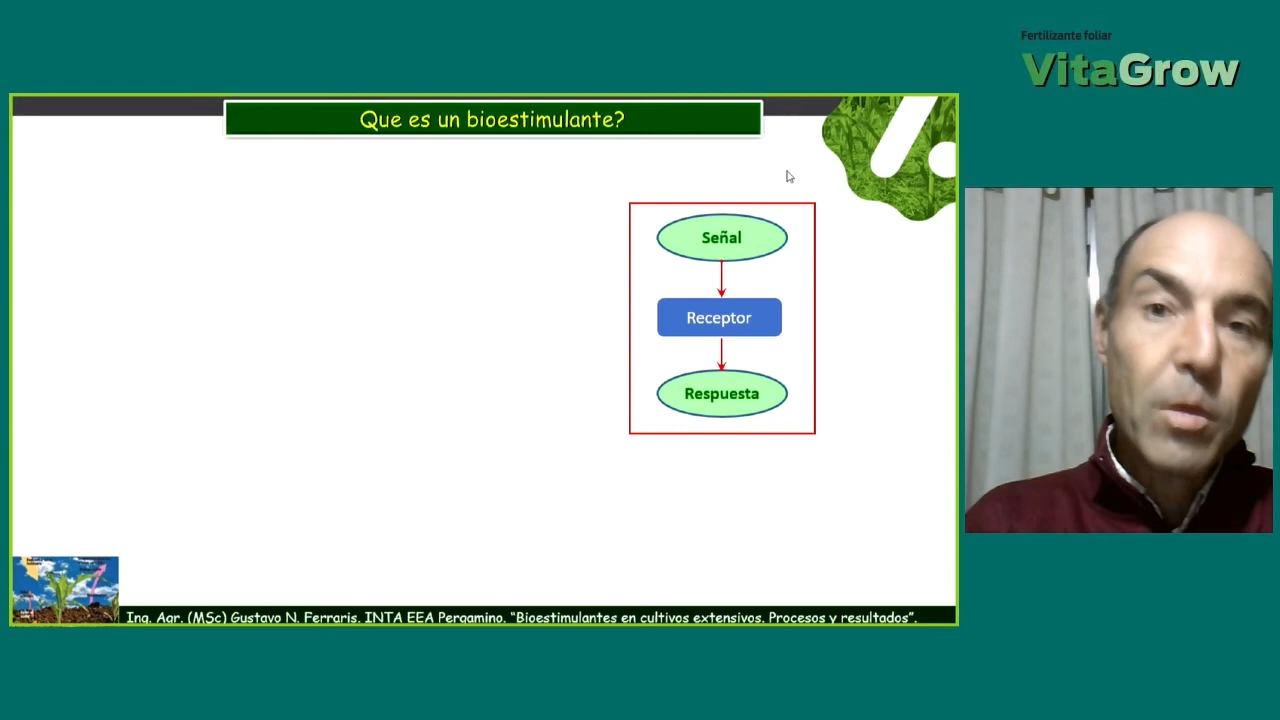 Fertilizante foliar
VitaGrow
Que es un bioestimulante?
Señal
Receptor
Respuesta
Ing. Agr. (MSc) Gustavo N. Ferraris. INTA EEA Pergamino. “Bioestimulantes en cultivos extensivos. Procesos y resultados”.